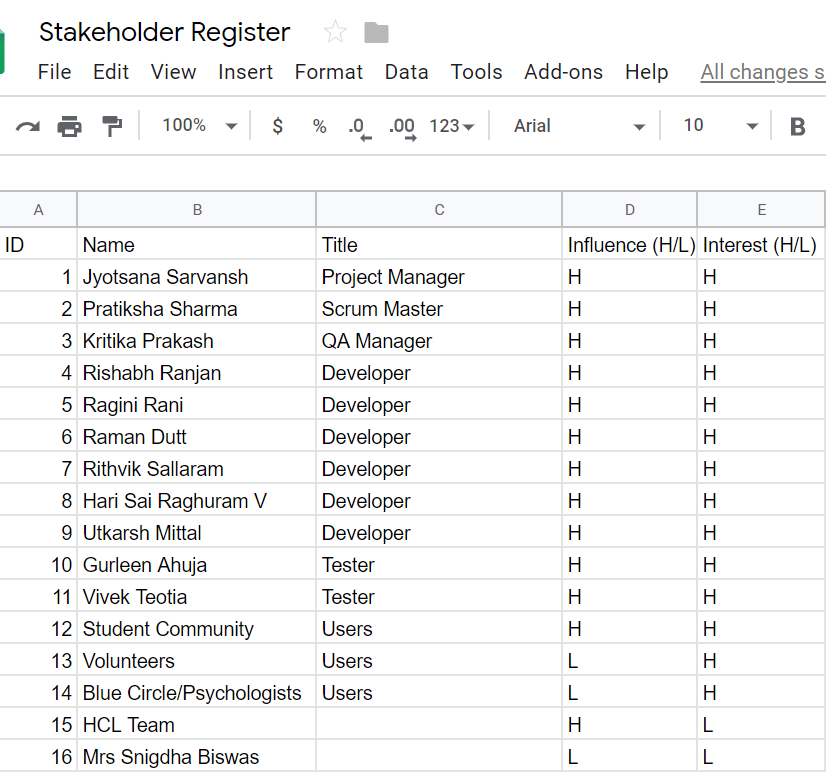 Stakeholder Register
File Edit View Insert Format Data Tools Add-ons Help All changes s
100% $ % .0 .00 123 Arial 10 B
A B C D E
ID Name Title Influence (H/L) Interest (H/L)
1 Jyotsana Sarvansh Project Manager H H
2 Pratiksha Sharma Scrum Master H H
3 Kritika Prakash QA Manager H H
4 Rishabh Ranjan Developer H H
5 Ragini Rani Developer H H
6 Raman Dutt Developer H H
7 Rithvik Sallaram Developer H H
8 Hari Sai Raghuram V Developer H H
9 Utkarsh Mittal Developer H H
10 Gurleen Ahuja Tester H H
11 Vivek Teotia Tester H H
12 Student Community Users H H
13 Volunteers Users L H
14 Blue Circle/Psychologists Users L H
15 HCL Team H L
16 Mrs Snigdha Biswas L L